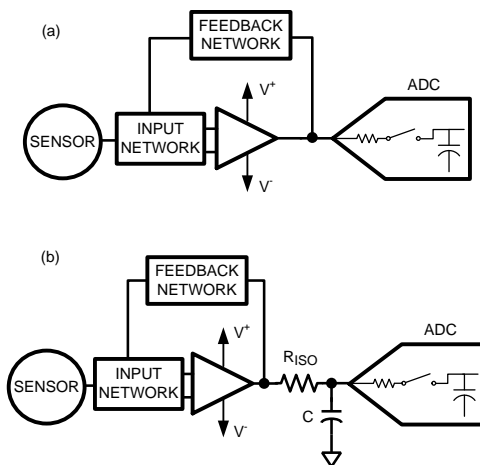 (a)
FEEDBACK
NETWORK
V+
ADC
SENSOR
INPUT
NETWORK
V-
(b)
FEEDBACK
NETWORK
V+
RISO
ADC
SENSOR
INPUT
NETWORK
C
V-